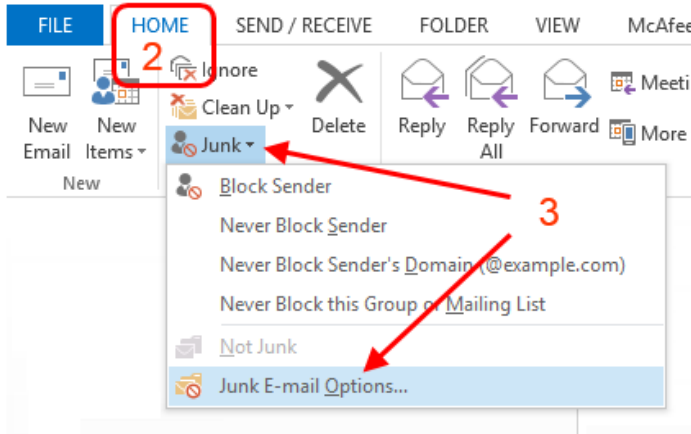 FILE HOME SEND / RECEIVE FOLDER VIEW McAfee
2
Ignore
Clean Up
Junk
New Email
New Items
Delete
Reply
Reply All
Forward
Meeti
More
New
Block Sender
Never Block Sender
3
Never Block Sender's Domain (@example.com)
Never Block this Group or Mailing List
Not Junk
Junk E-mail Options...